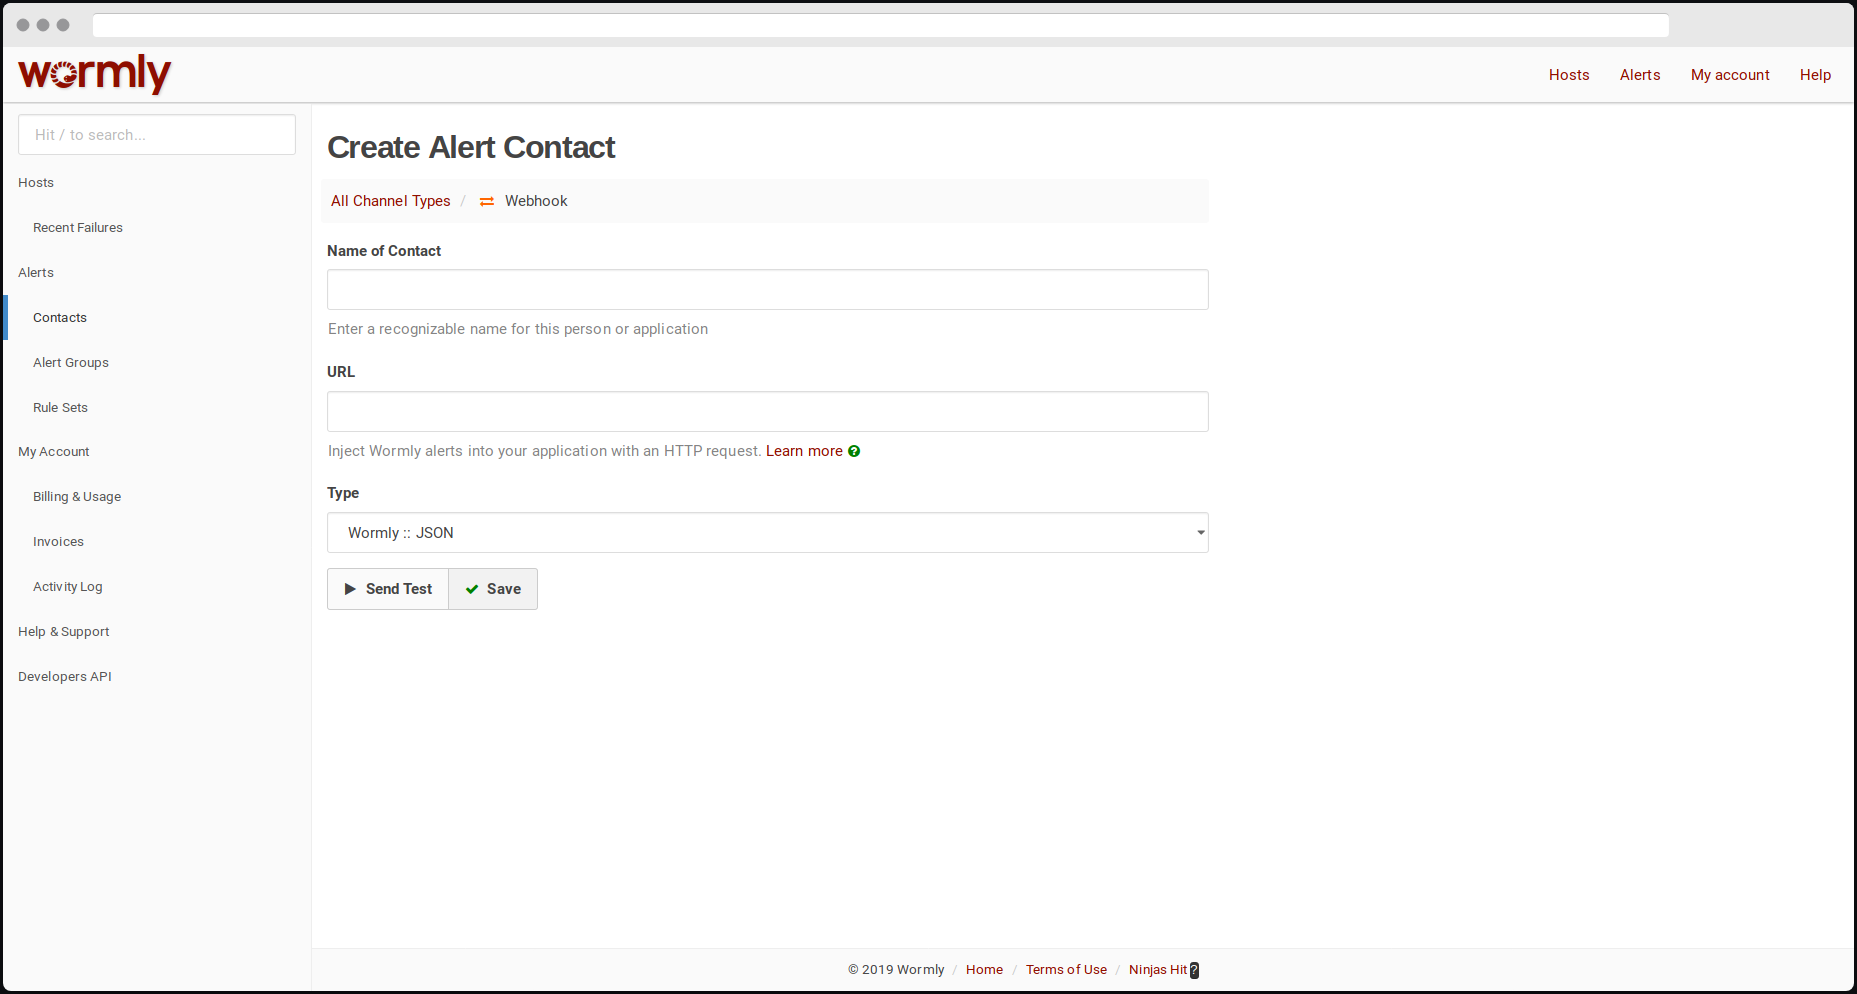 wormly
Hosts
Alerts
My account
Help
Hit / to search...
Hosts
Recent Failures
Alerts
Contacts
Alert Groups
Rule Sets
My Account
Billing & Usage
Invoices
Activity Log
Help & Support
Developers API
Create Alert Contact
All Channel Types / Webhook
Name of Contact
Enter a recognizable name for this person or application
URL
Inject Wormly alerts into your application with an HTTP request. Learn more ?
Type
Wormly :: JSON
Send Test
Save
© 2019 Wormly / Home / Terms of Use / Ninjas Hit ?